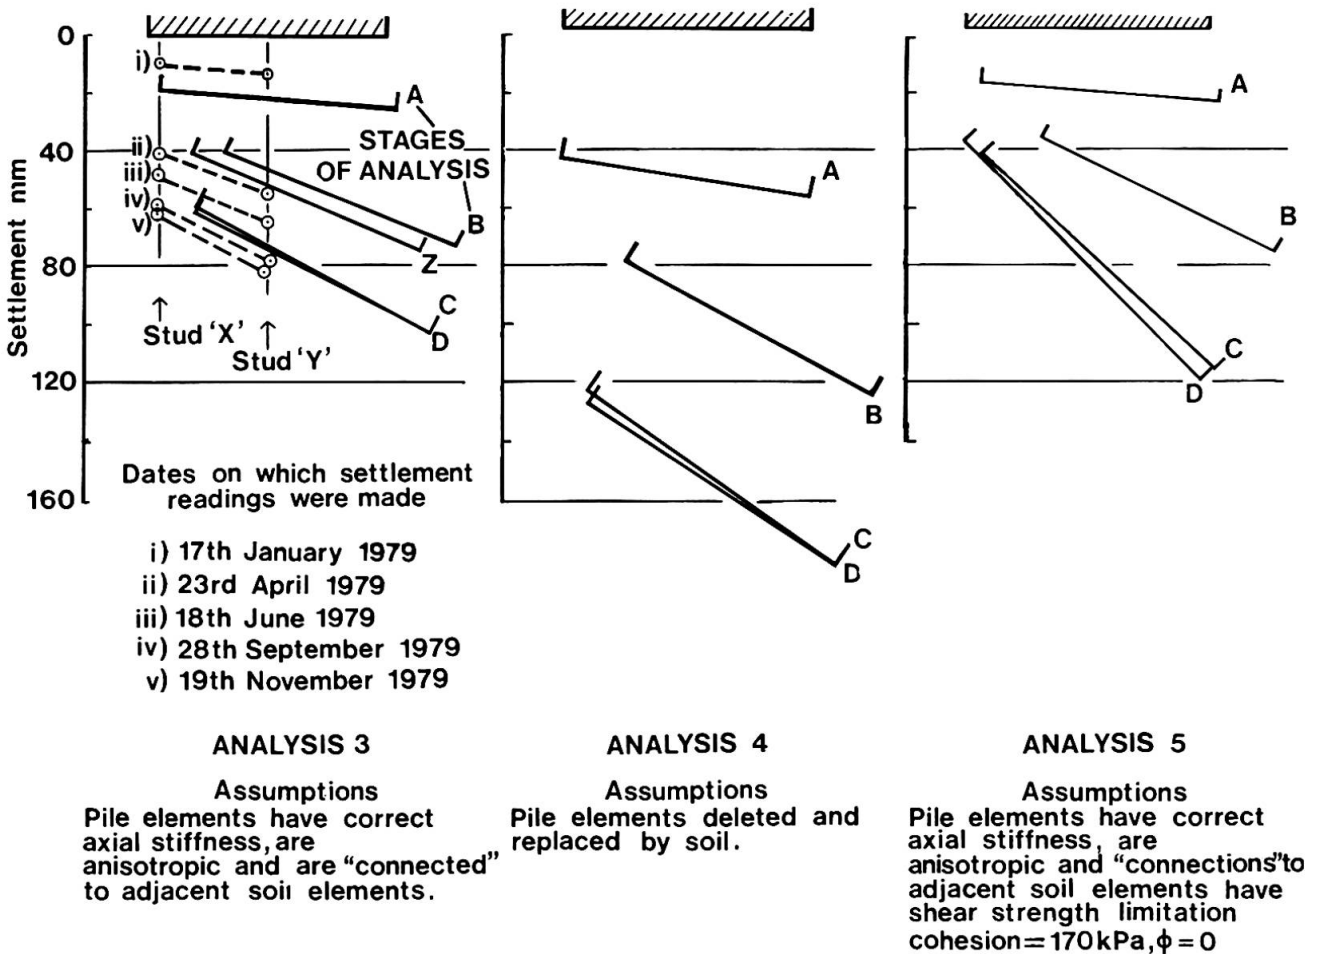 0
40
80
120
160
Settlement mm
i)
ii)
iii)
iv)
v)
A
STAGES
OF ANALYSIS
B
Z
C
D
↑
Stud 'X'
↑
Stud 'Y'
Dates on which settlement
readings were made
i) 17th January 1979
ii) 23rd April 1979
iii) 18th June 1979
iv) 28th September 1979
v) 19th November 1979
A
B
C
D
A
B
C
D
ANALYSIS 3
Assumptions
Pile elements have correct
axial stiffness, are
anisotropic and are "connected"
to adjacent soil elements.
ANALYSIS 4
Assumptions
Pile elements deleted and
replaced by soil.
ANALYSIS 5
Assumptions
Pile elements have correct
axial stiffness, are
anisotropic and "connections" to
adjacent soil elements have
shear strength limitation
cohesion = 170 kPa, ϕ = 0